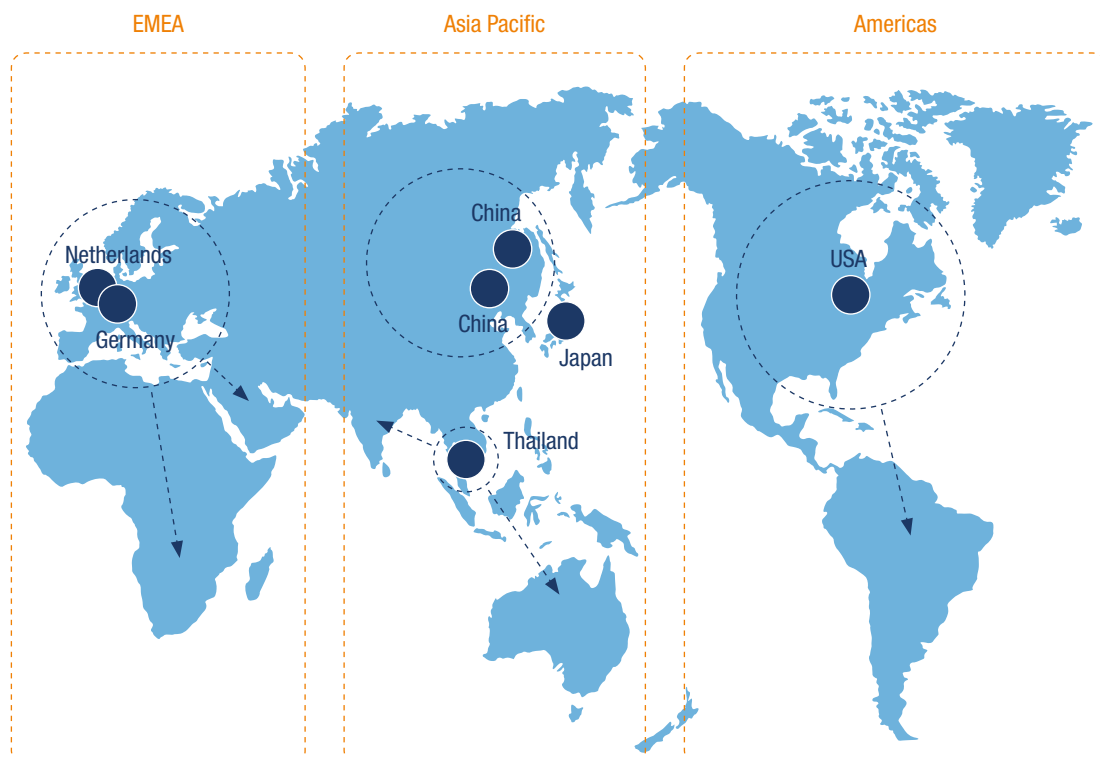 EMEA
Asia Pacific
Americas
China
Netherlands
USA
China
Germany
Japan
Thailand